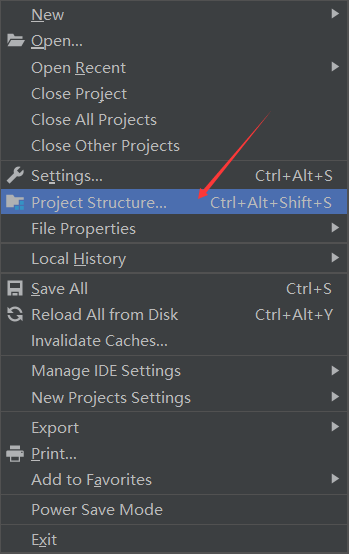 New
Open...
Open Recent
Close Project
Close All Projects
Close Other Projects
Settings... Ctrl+Alt+S
Project Structure... Ctrl+Alt+Shift+S
File Properties
Local History
Save All Ctrl+S
Reload All from Disk Ctrl+Alt+Y
Invalidate Caches...
Manage IDE Settings
New Projects Settings
Export
Print...
Add to Favorites
Power Save Mode
Exit